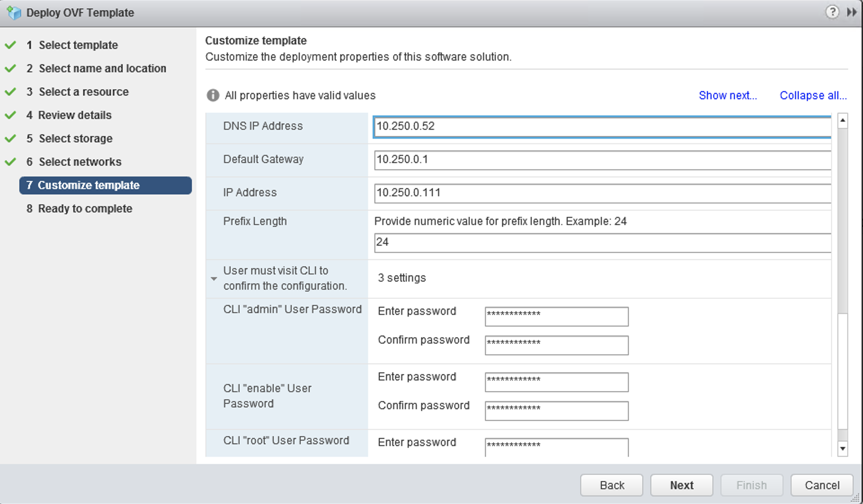 Deploy OVF Template
?
1 Select template
2 Select name and location
3 Select a resource
4 Review details
5 Select storage
6 Select networks
7 Customize template
8 Ready to complete
Customize template
Customize the deployment properties of this software solution.
All properties have valid values
Show next...
Collapse all...
DNS IP Address
10.250.0.52
Default Gateway
10.250.0.1
IP Address
10.250.0.111
Prefix Length
Provide numeric value for prefix length. Example: 24
24
User must visit CLI to
confirm the configuration.
3 settings
CLI "admin" User Password
Enter password
************
Confirm password
************
CLI "enable" User
Password
Enter password
************
Confirm password
************
CLI "root" User Password
Enter password
************
Back
Next
Finish
Cancel